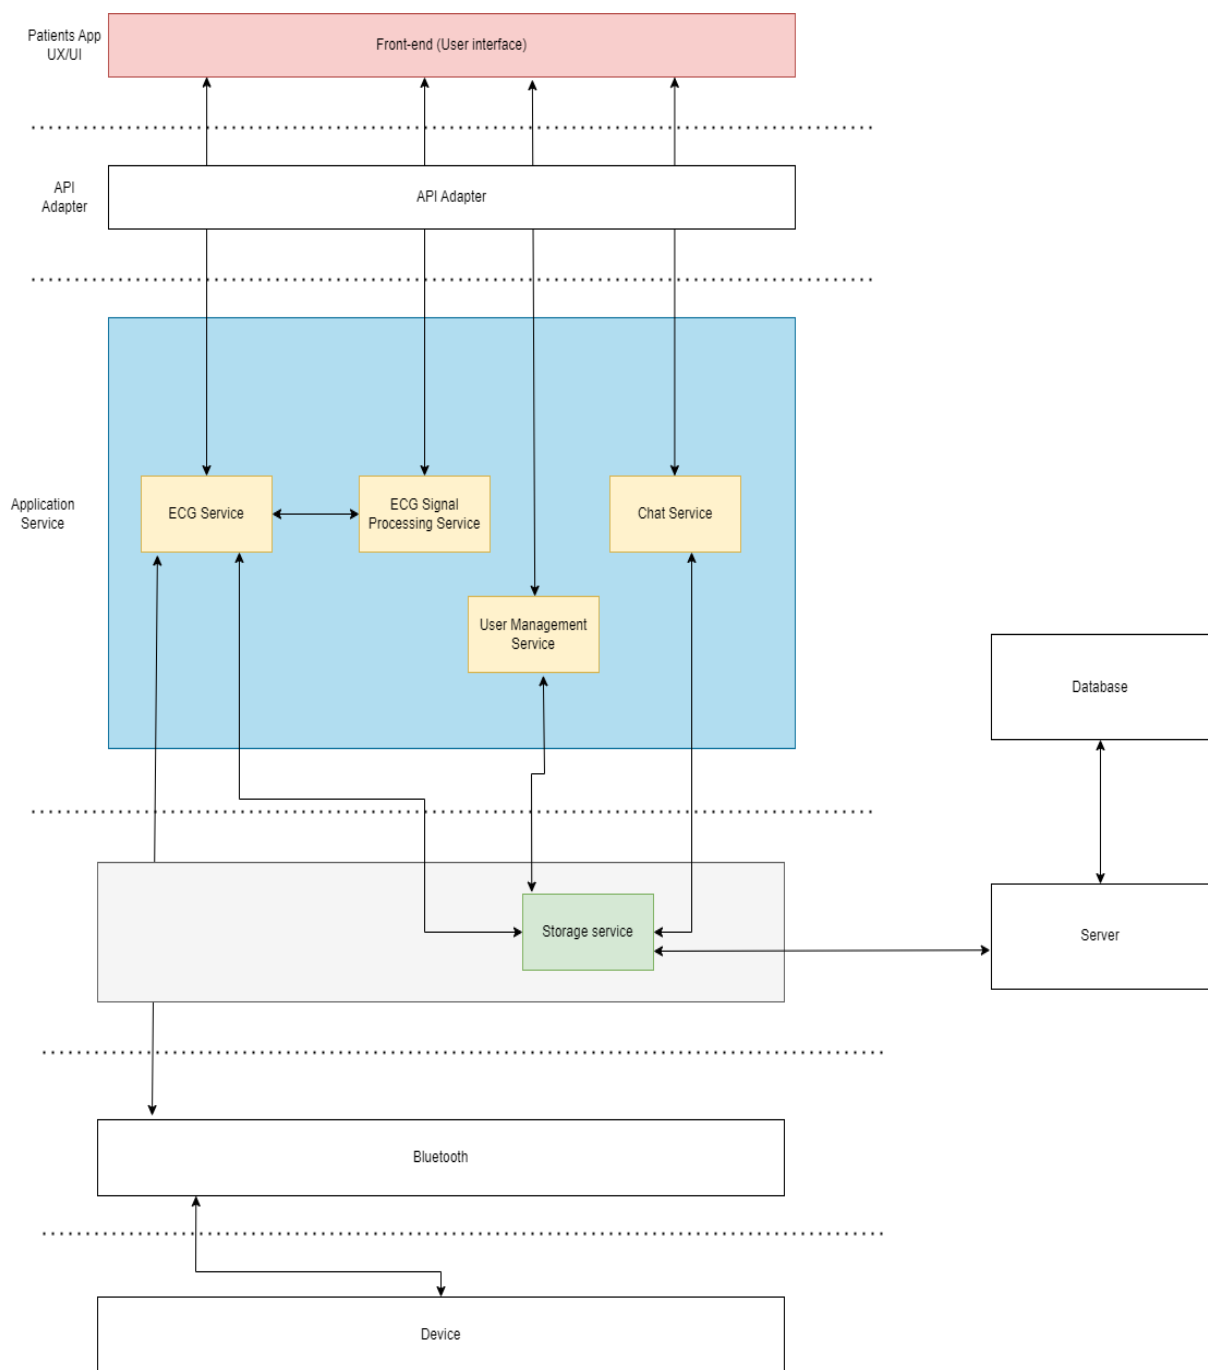 Patients App
UX/UI
Front-end (User interface)
API
Adapter
API Adapter
Application
Service
ECG Service
ECG Signal
Processing Service
Chat Service
User Management
Service
Database
Storage service
Server
Bluetooth
Device